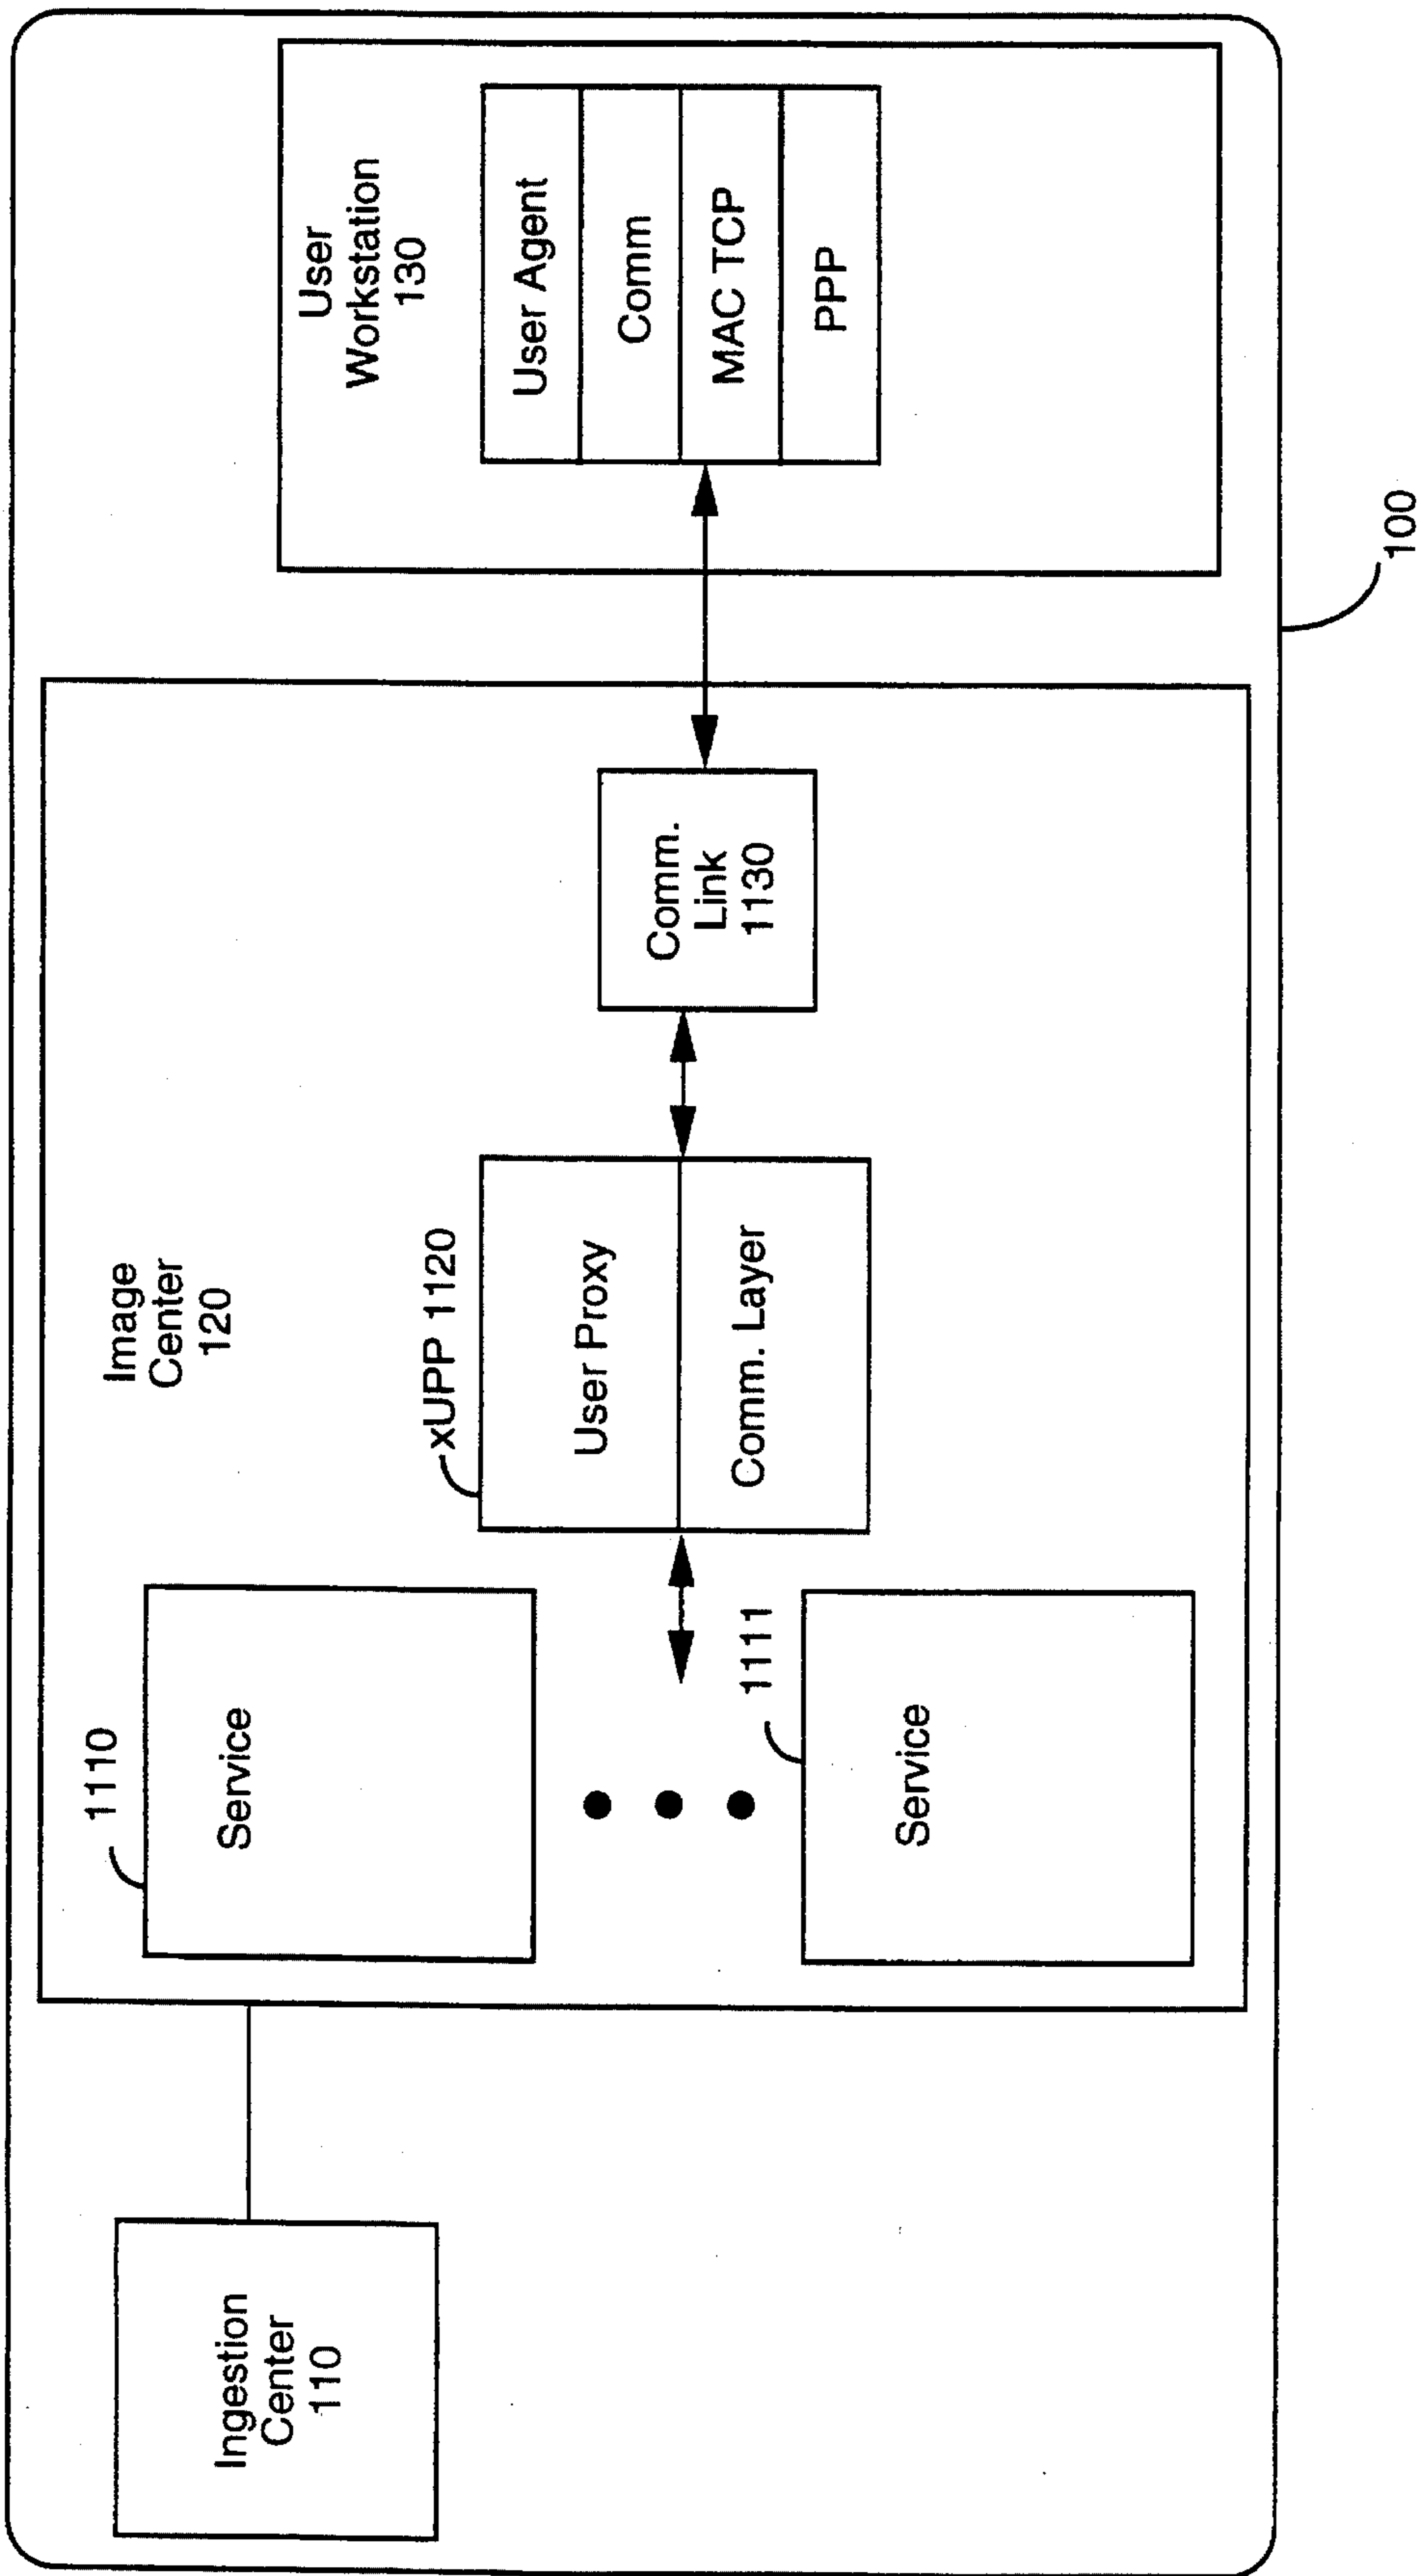 Ingestion
Center
110
Image
Center
120
1110
Service
1111
Service
xUPP 1120
User Proxy
Comm. Layer
Comm.
Link
1130
User
Workstation
130
User Agent
Comm
MAC TCP
PPP
100